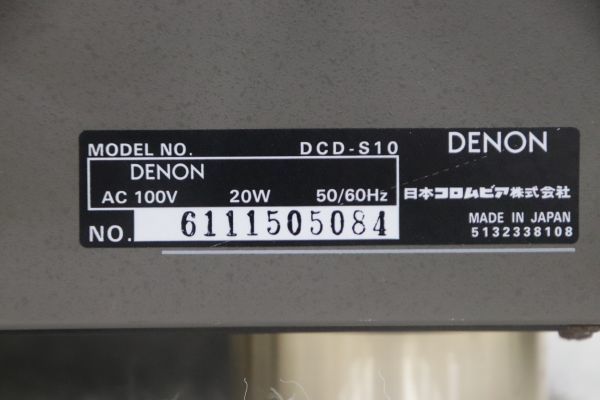 MODEL NO. DCD-S10
DENON
AC 100V 20W 50/60Hz
NO. 6111505084
DENON
日本コロムビア株式会社
MADE IN JAPAN
5132338108